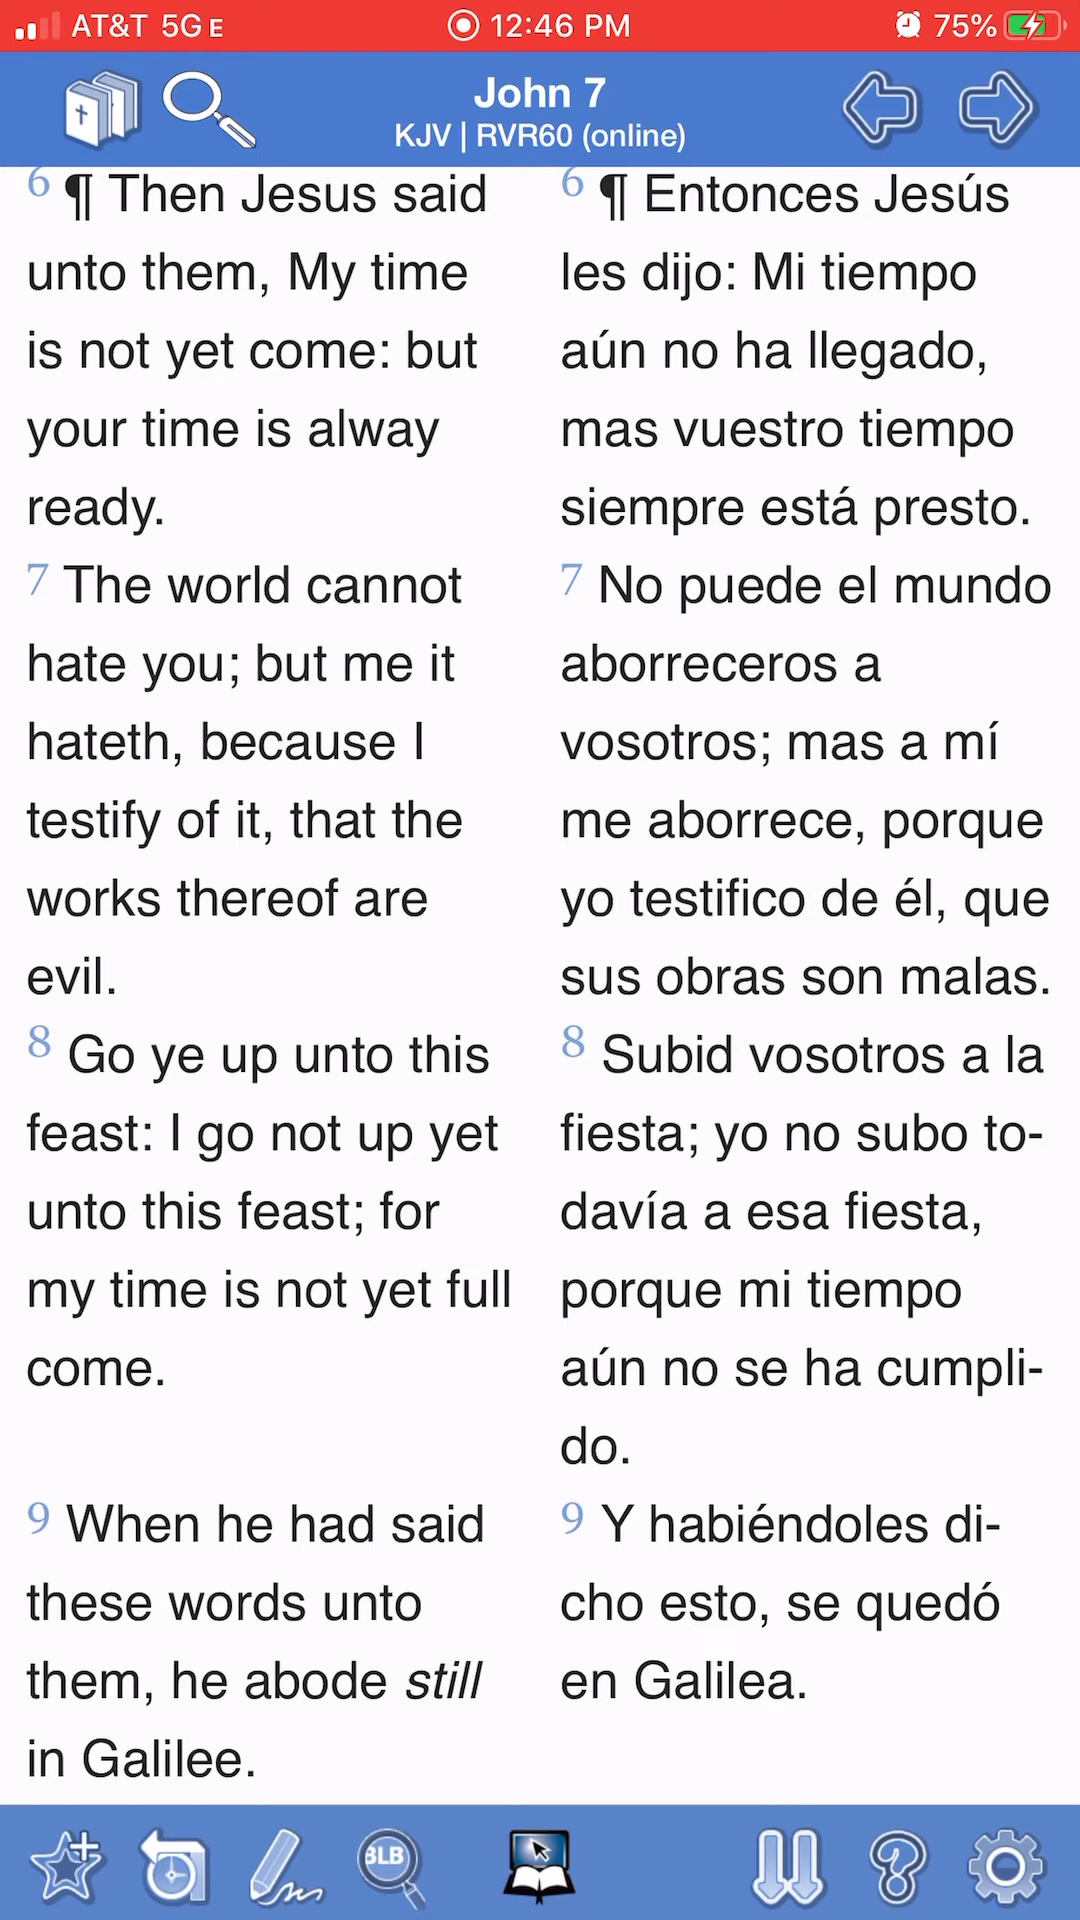 AT&T 5GE 12:46 PM 75%
John 7
KJV | RVR60 (online)
6 ¶ Then Jesus said
unto them, My time
is not yet come: but
your time is alway
ready.
7 The world cannot
hate you; but me it
hateth, because I
testify of it, that the
works thereof are
evil.
8 Go ye up unto this
feast: I go not up yet
unto this feast; for
my time is not yet full
come.
9 When he had said
these words unto
them, he abode still
in Galilee.
6 ¶ Entonces Jesús
les dijo: Mi tiempo
aún no ha llegado,
mas vuestro tiempo
siempre está presto.
7 No puede el mundo
aborreceros a
vosotros; mas a mí
me aborrece, porque
yo testifico de él, que
sus obras son malas.
8 Subid vosotros a la
fiesta; yo no subo to-
davía a esa fiesta,
porque mi tiempo
aún no se ha cumpli-
do.
9 Y habiéndoles di-
cho esto, se quedó
en Galilea.
BLB